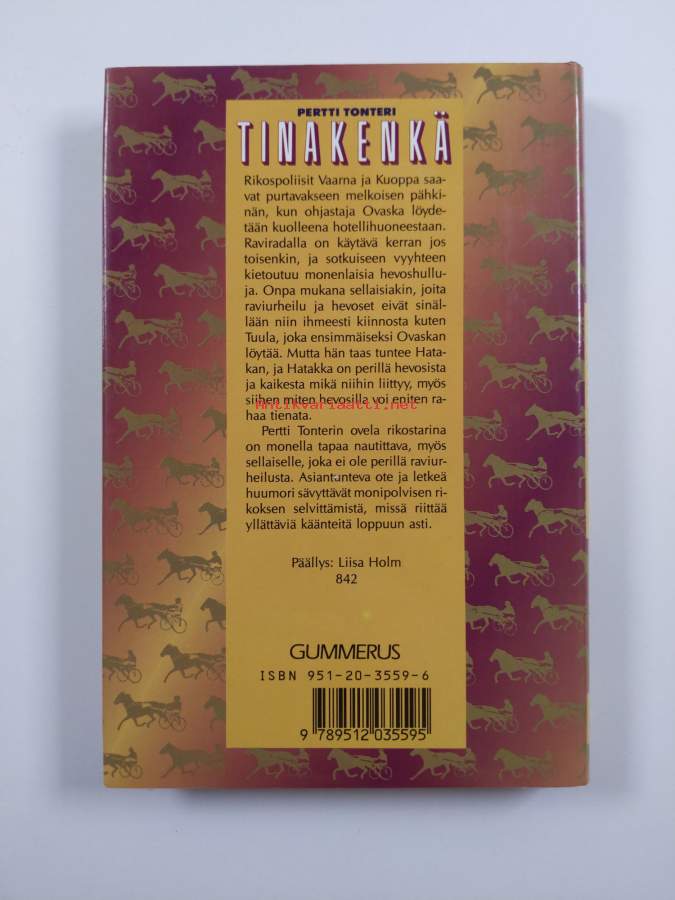 PERTTI TONTERI
TINAKENKÄ
Rikospoliisit Vaarna ja Kuoppa saa-
vat purtavakseen melkoisen pähki-
nän, kun ohjastaja Ovaska löyde-
tään kuolleena hotellihuoneestaan.
Raviradalla on käytävä kerran jos
toisenkin, ja sotkuiseen vyyhteen
kietoutuu monenlaisia hevoshullu-
ja. Onpa mukana sellaisiakin, joita
raviurheilu ja hevoset eivät sinäl-
lään niin ihmeesti kiinnosta kuten
Tuula, joka ensimmäiseksi Ovaskan
löytää. Mutta hän taas tuntee Hata-
kan, ja Hatakka on perillä hevosista
ja kaikesta mikä niihin liittyy, myös
siihen miten hevosilla voi eniten ra-
Antikvariaatti.net
haa tienata.
Pertti Tonterin ovela rikostarina
on monella tapaa nautittava, myös
sellaiselle, joka ei ole perillä raviur-
heilusta. Asiantunteva ote ja letkeä
huumori sävyttävät monipolvisen ri-
koksen selvittämistä, missä riittää
yllättäviä käänteitä loppuun asti.
Päällys: Liisa Holm
842
GUMMERUS
ISBN 951-20-3559-6
9 789512 035595